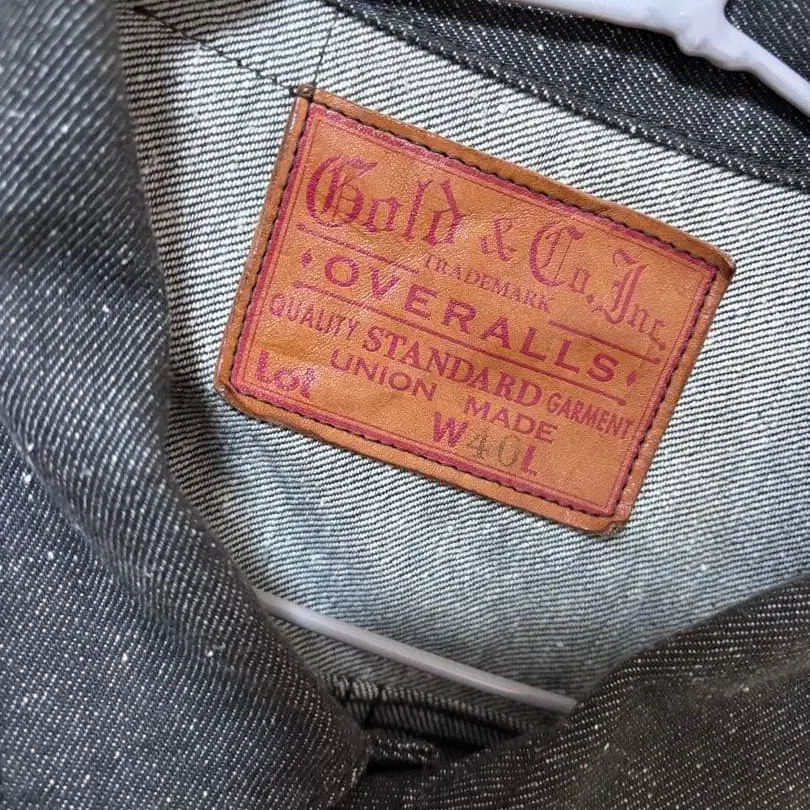 Gold & Co. Inc.
TRADEMARK
OVERALLS
QUALITY STANDARD GARMENT
Lot UNION MADE
W40L